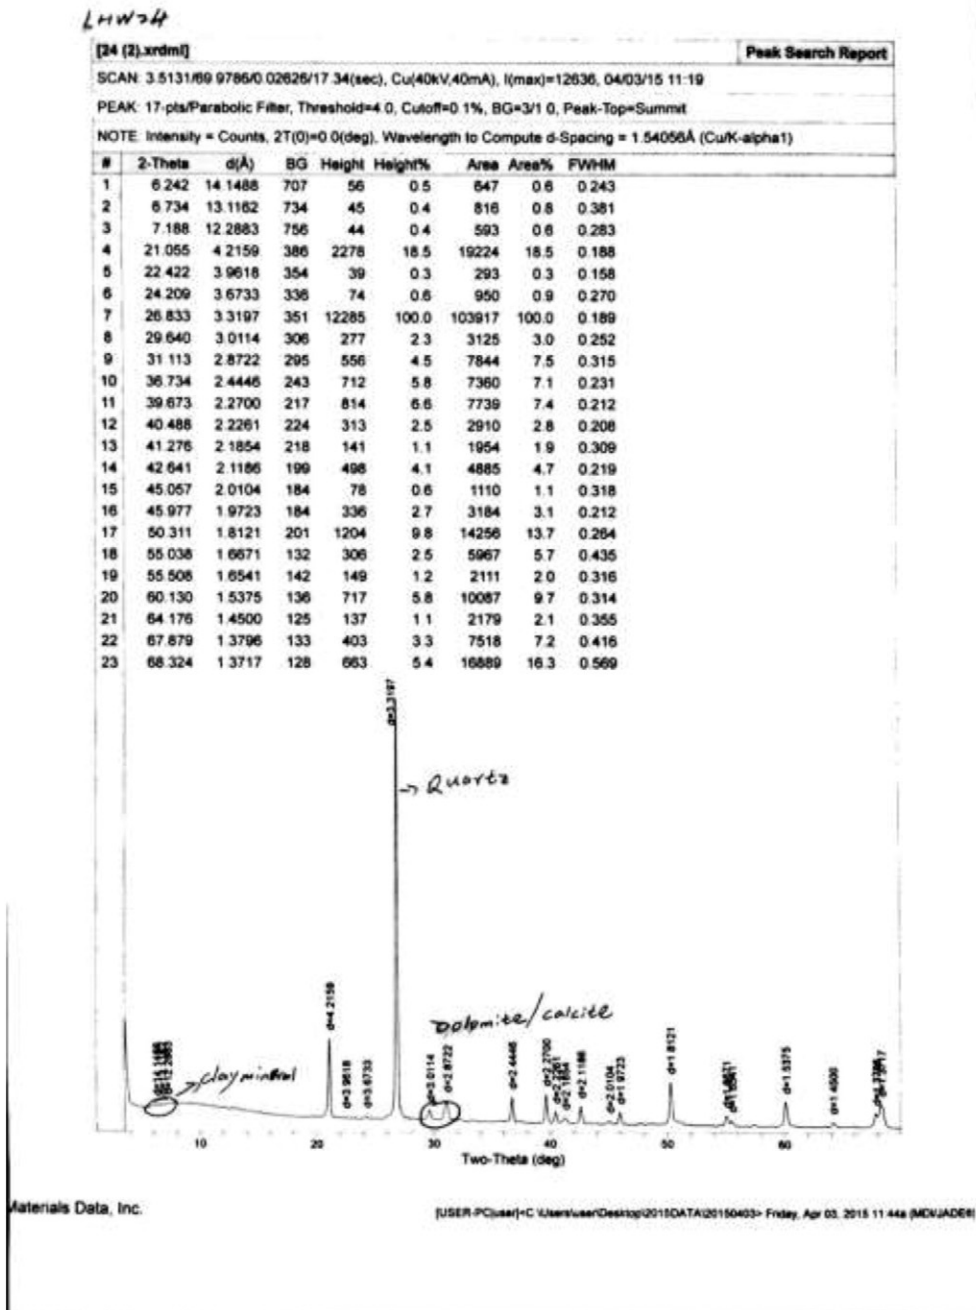 LHW24
[24 (2).xrdml] Peak Search Report
SCAN: 3.5131/69.9786/0.02626/17.34(sec), Cu(40kV,40mA), I(max)=12636, 04/03/15 11:19
PEAK: 17-pts/Parabolic Filter, Threshold=4.0, Cutoff=0.1%, BG=3/1.0, Peak-Top=Summit
NOTE: Intensity = Counts, 2T(0)=0.0(deg), Wavelength to Compute d-Spacing = 1.54056Å (Cu/K-alpha1)
# 2-Theta d(Å) BG Height Height% Area Area% FWHM
1 6.242 14.1488 707 56 0.5 647 0.6 0.243
2 6.734 13.1162 734 45 0.4 816 0.8 0.381
3 7.188 12.2883 756 44 0.4 593 0.6 0.283
4 21.055 4.2159 386 2278 18.5 19224 18.5 0.188
5 22.422 3.9618 354 39 0.3 293 0.3 0.158
6 24.209 3.6733 336 74 0.6 950 0.9 0.270
7 26.833 3.3197 351 12285 100.0 103917 100.0 0.189
8 29.640 3.0114 306 277 2.3 3125 3.0 0.252
9 31.113 2.8722 295 556 4.5 7844 7.5 0.315
10 36.734 2.4446 243 712 5.8 7360 7.1 0.231
11 39.673 2.2700 217 814 6.6 7739 7.4 0.212
12 40.488 2.2261 224 313 2.5 2910 2.8 0.208
13 41.276 2.1854 218 141 1.1 1954 1.9 0.309
14 42.641 2.1186 199 498 4.1 4885 4.7 0.219
15 45.057 2.0104 184 78 0.6 1110 1.1 0.318
16 45.977 1.9723 184 336 2.7 3184 3.1 0.212
17 50.311 1.8121 201 1204 9.8 14256 13.7 0.264
18 55.038 1.6671 132 306 2.5 5967 5.7 0.435
19 55.506 1.6541 142 149 1.2 2111 2.0 0.316
20 60.130 1.5375 136 717 5.8 10087 9.7 0.314
21 64.176 1.4500 125 137 1.1 2179 2.1 0.355
22 67.879 1.3796 133 403 3.3 7518 7.2 0.416
23 68.324 1.3717 128 663 5.4 16889 16.3 0.569
d=3.3197
Quartz
Dolomite/calcite
clay mineral
d=4.2159
d=3.9618
d=3.6733
d=3.0114
d=2.8722
d=2.4446
d=2.2700
d=2.2261
d=2.1854
d=2.1186
d=2.0104
d=1.9723
d=1.8121
d=1.5375
d=1.4500
10 20 30 40 50 60
Two-Theta (deg)
Materials Data, Inc.
[USER-PC|user]<C:\Users\user\Desktop\2015DATA\20150403> Friday, Apr 03, 2015 11:44a (MDI/JADE6)